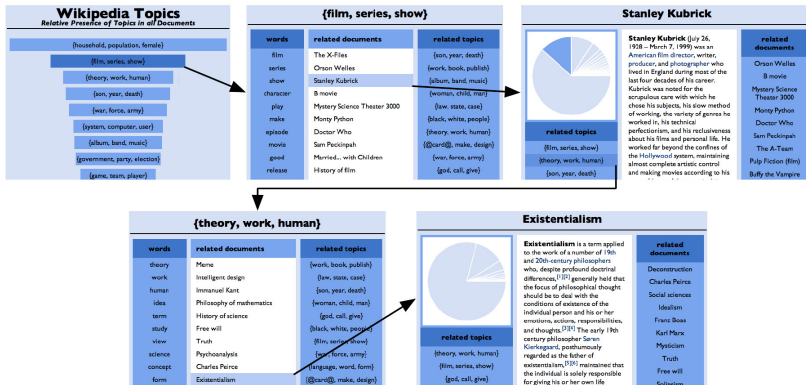 Wikipedia Topics
Relative Presence of Topics in all Documents
{household, population, female}
{film, series, show}
{theory, work, human}
{son, year, death}
{war, force, army}
{system, computer, user}
{album, band, music}
{government, party, election}
{game, team, player}
{film, series, show}
words
film
series
show
character
play
make
episode
movie
good
release
related documents
The X-Files
Orson Welles
Stanley Kubrick
B movie
Mystery Science Theater 3000
Monty Python
Doctor Who
Sam Peckinpah
Married... with Children
History of film
related topics
{son, year, death}
{work, book, publish}
{album, band, music}
{woman, child, man}
{law, state, case}
{black, white, people}
{theory, work, human}
{@card@, make, design}
{war, force, army}
{god, call, give}
Stanley Kubrick
related topics
{film, series, show}
{theory, work, human}
{son, year, death}
Stanley Kubrick (July 26,
1928 – March 7, 1999) was an
American film director, writer,
producer, and photographer who
lived in England during most of the
last four decades of his career.
Kubrick was noted for the
scrupulous care with which he
chose his subjects, his slow method
of working, the variety of genres he
worked in, his technical
perfectionism, and his reclusiveness
about his films and personal life. He
worked far beyond the confines of
the Hollywood system, maintaining
almost complete artistic control
and making movies according to his
related
documents
Orson Welles
B movie
Mystery Science
Theater 3000
Monty Python
Doctor Who
Sam Peckinpah
The A-Team
Pulp Fiction (film)
Buffy the Vampire
{theory, work, human}
words
theory
work
human
idea
term
study
view
science
concept
form
related documents
Meme
Intelligent design
Immanuel Kant
Philosophy of mathematics
History of science
Free will
Truth
Psychoanalysis
Charles Peirce
Existentialism
related topics
{work, book, publish}
{law, state, case}
{son, year, death}
{woman, child, man}
{god, call, give}
{black, white, people}
{film, series, show}
{war, force, army}
{language, word, form}
{@card@, make, design}
Existentialism
related topics
{theory, work, human}
{film, series, show}
{god, call, give}
Existentialism is a term applied
to the work of a number of 19th
and 20th-century philosophers
who, despite profound doctrinal
differences,[1][2] generally held that
the focus of philosophical thought
should be to deal with the
conditions of existence of the
individual person and his or her
emotions, actions, responsibilities,
and thoughts.[3][4] The early 19th
century philosopher Søren
Kierkegaard, posthumously
regarded as the father of
existentialism,[5][6] maintained that
the individual is solely responsible
for giving his or her own life
related
documents
Deconstruction
Charles Peirce
Social sciences
Idealism
Franz Boas
Karl Marx
Mysticism
Truth
Free will